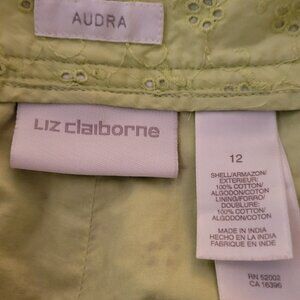 AUDRA
Liz claiborne
12
SHELL/ARMAZON/
EXTERIEUR:
100% COTTON/
ALGODON/COTON
LINING/FORRO/
DOUBLURE:
100% COTTON/
ALGODON/COTON
MADE IN INDIA
HECHO EN LA INDIA
FABRIQUE EN INDE
RN 52002
CA 16396